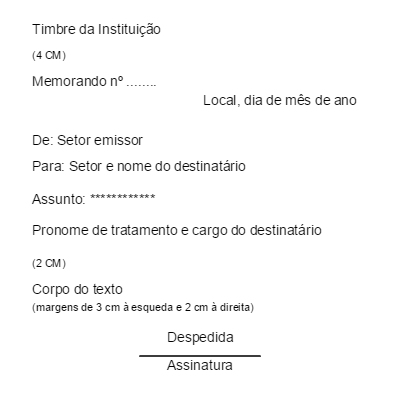 Timbre da Instituição
(4 CM)
Memorando nº ........
Local, dia de mês de ano
De: Setor emissor
Para: Setor e nome do destinatário
Assunto: ************
Pronome de tratamento e cargo do destinatário
(2 CM)
Corpo do texto
(margens de 3 cm à esqueda e 2 cm à direita)
Despedida
Assinatura